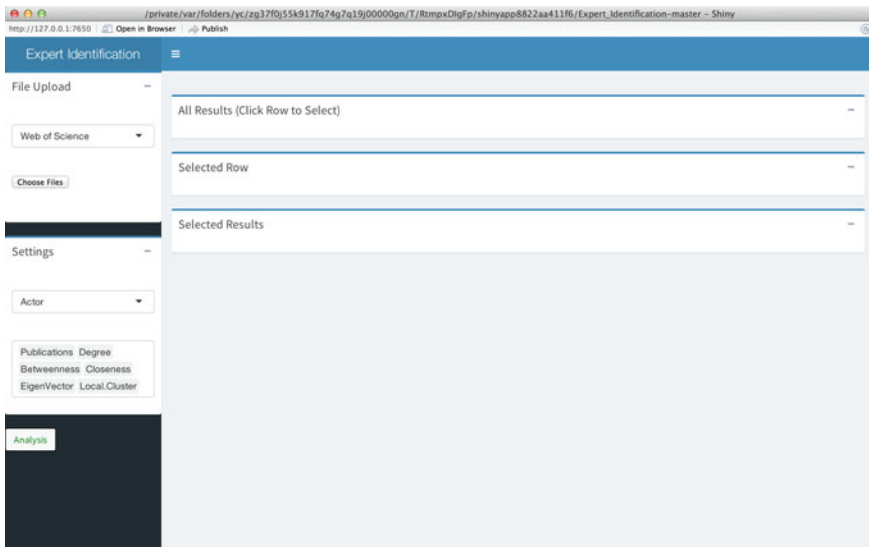 /private/var/folders/yc/zg37f0j55k917fq74g7q19j00000gn/T/RtmpxDIgFp/shinyapp8822aa411f6/Expert_Identification-master - Shiny
http://127.0.0.1:7650 Open in Browser Publish
Expert Identification
File Upload
All Results (Click Row to Select)
Web of Science
Selected Row
Choose Files
Selected Results
Settings
Actor
Publications Degree
Betweenness Closeness
EigenVector Local.Cluster
Analysis